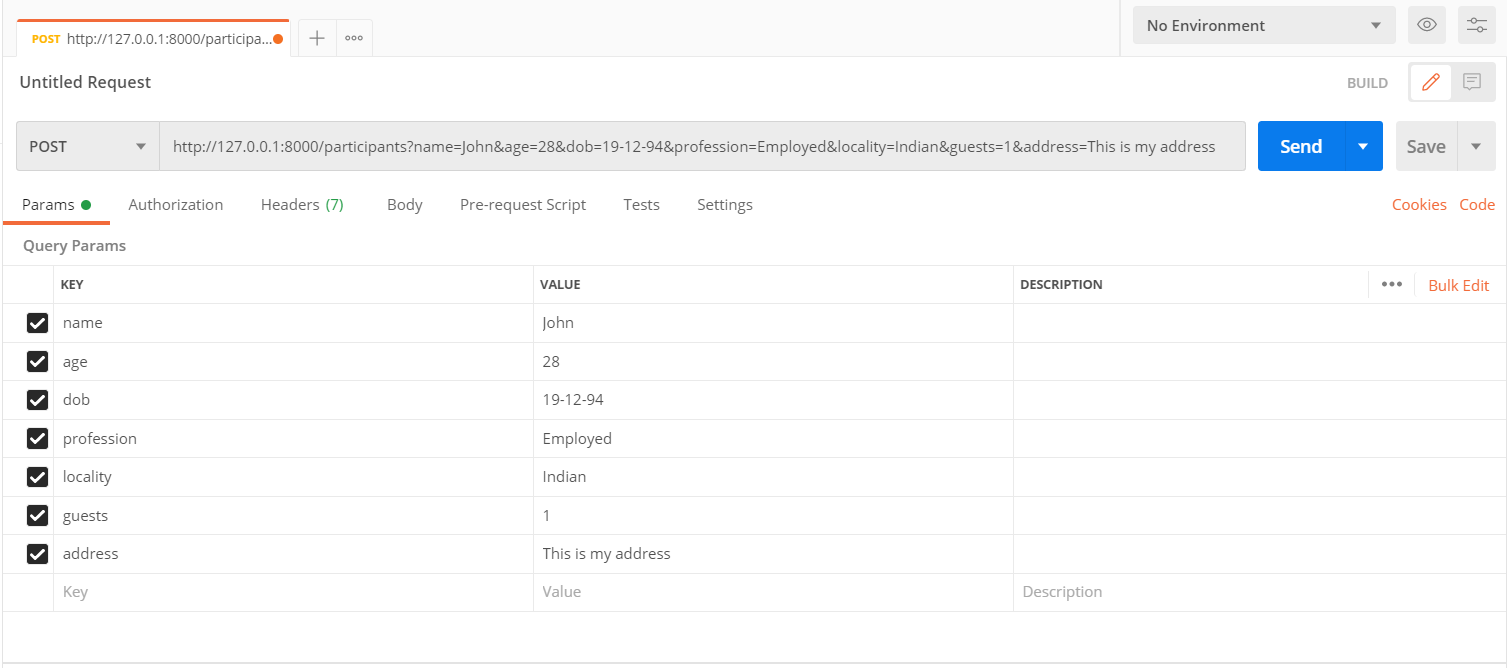 POST http://127.0.0.1:8000/participa...
No Environment
Untitled Request
BUILD
POST http://127.0.0.1:8000/participants?name=John&age=28&dob=19-12-94&profession=Employed&locality=Indian&guests=1&address=This is my address Send Save
Params Authorization Headers (7) Body Pre-request Script Tests Settings Cookies Code
Query Params
KEY VALUE DESCRIPTION Bulk Edit
name John
age 28
dob 19-12-94
profession Employed
locality Indian
guests 1
address This is my address
Key Value Description